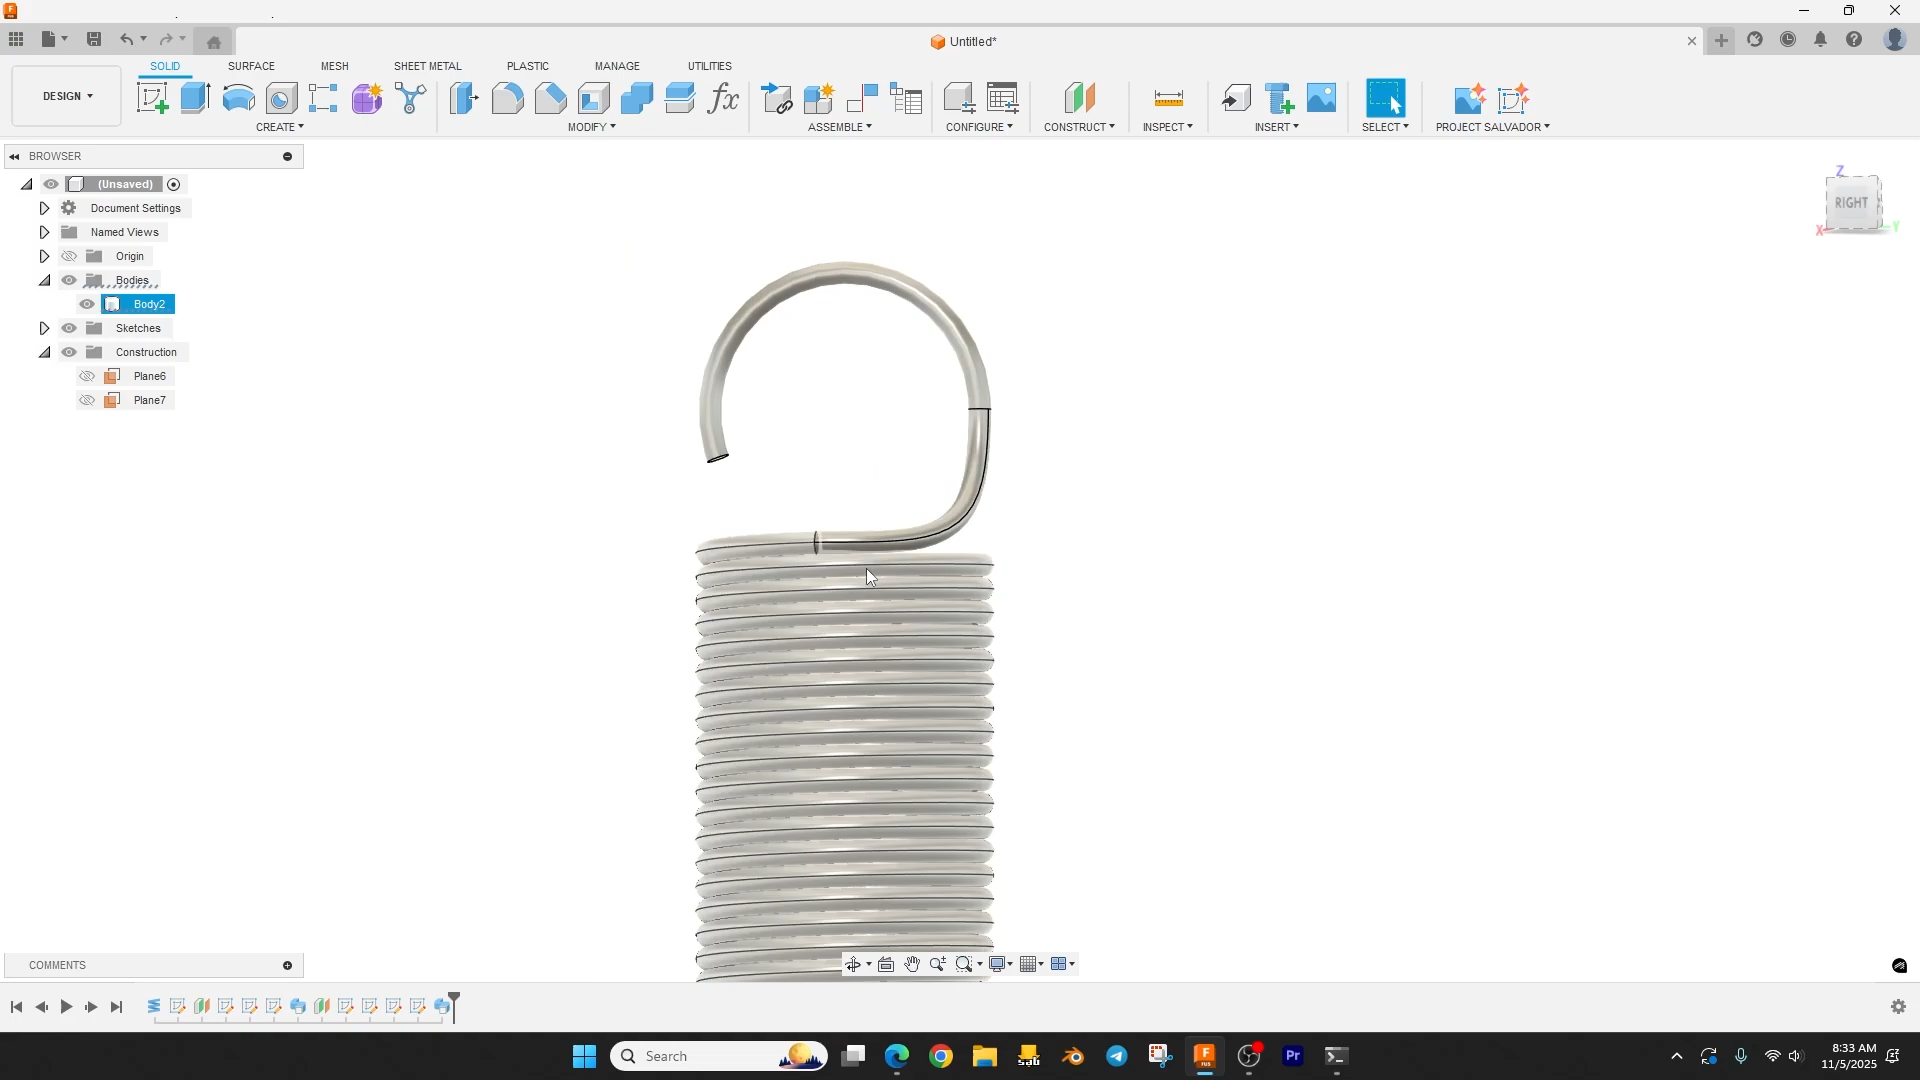 Untitled*
SOLID
SURFACE
MESH
SHEET METAL
PLASTIC
MANAGE
UTILITIES
DESIGN
CREATE
MODIFY
ASSEMBLE
CONFIGURE
CONSTRUCT
INSPECT
INSERT
SELECT
PROJECT SALVADOR
BROWSER
(Unsaved)
Document Settings
Named Views
Origin
Bodies
Body2
Sketches
Construction
Plane6
Plane7
Z
RIGHT
X
Y
COMMENTS
Search
8:33 AM
11/5/2025